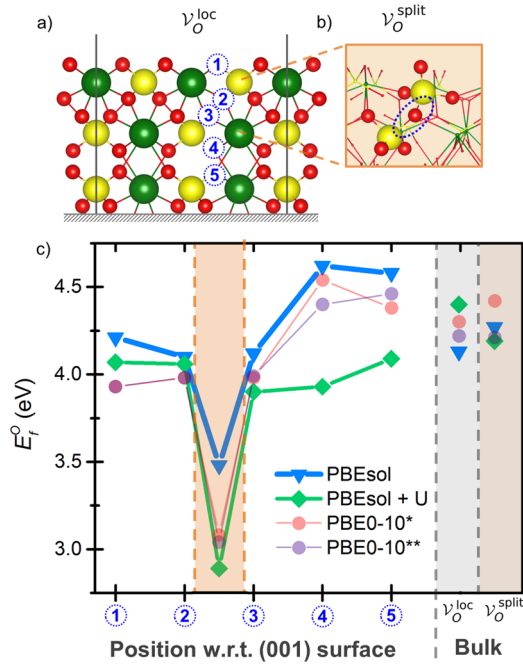 a) 𝒱_O^loc b) 𝒱_O^split
1
2
3
4
5
c)
4.5
4.0
3.5
3.0
E_f^O (eV)
PBEsol
PBEsol + U
PBE0-10*
PBE0-10**
1 2 3 4 5 𝒱_O^loc 𝒱_O^split
Position w.r.t. (001) surface Bulk